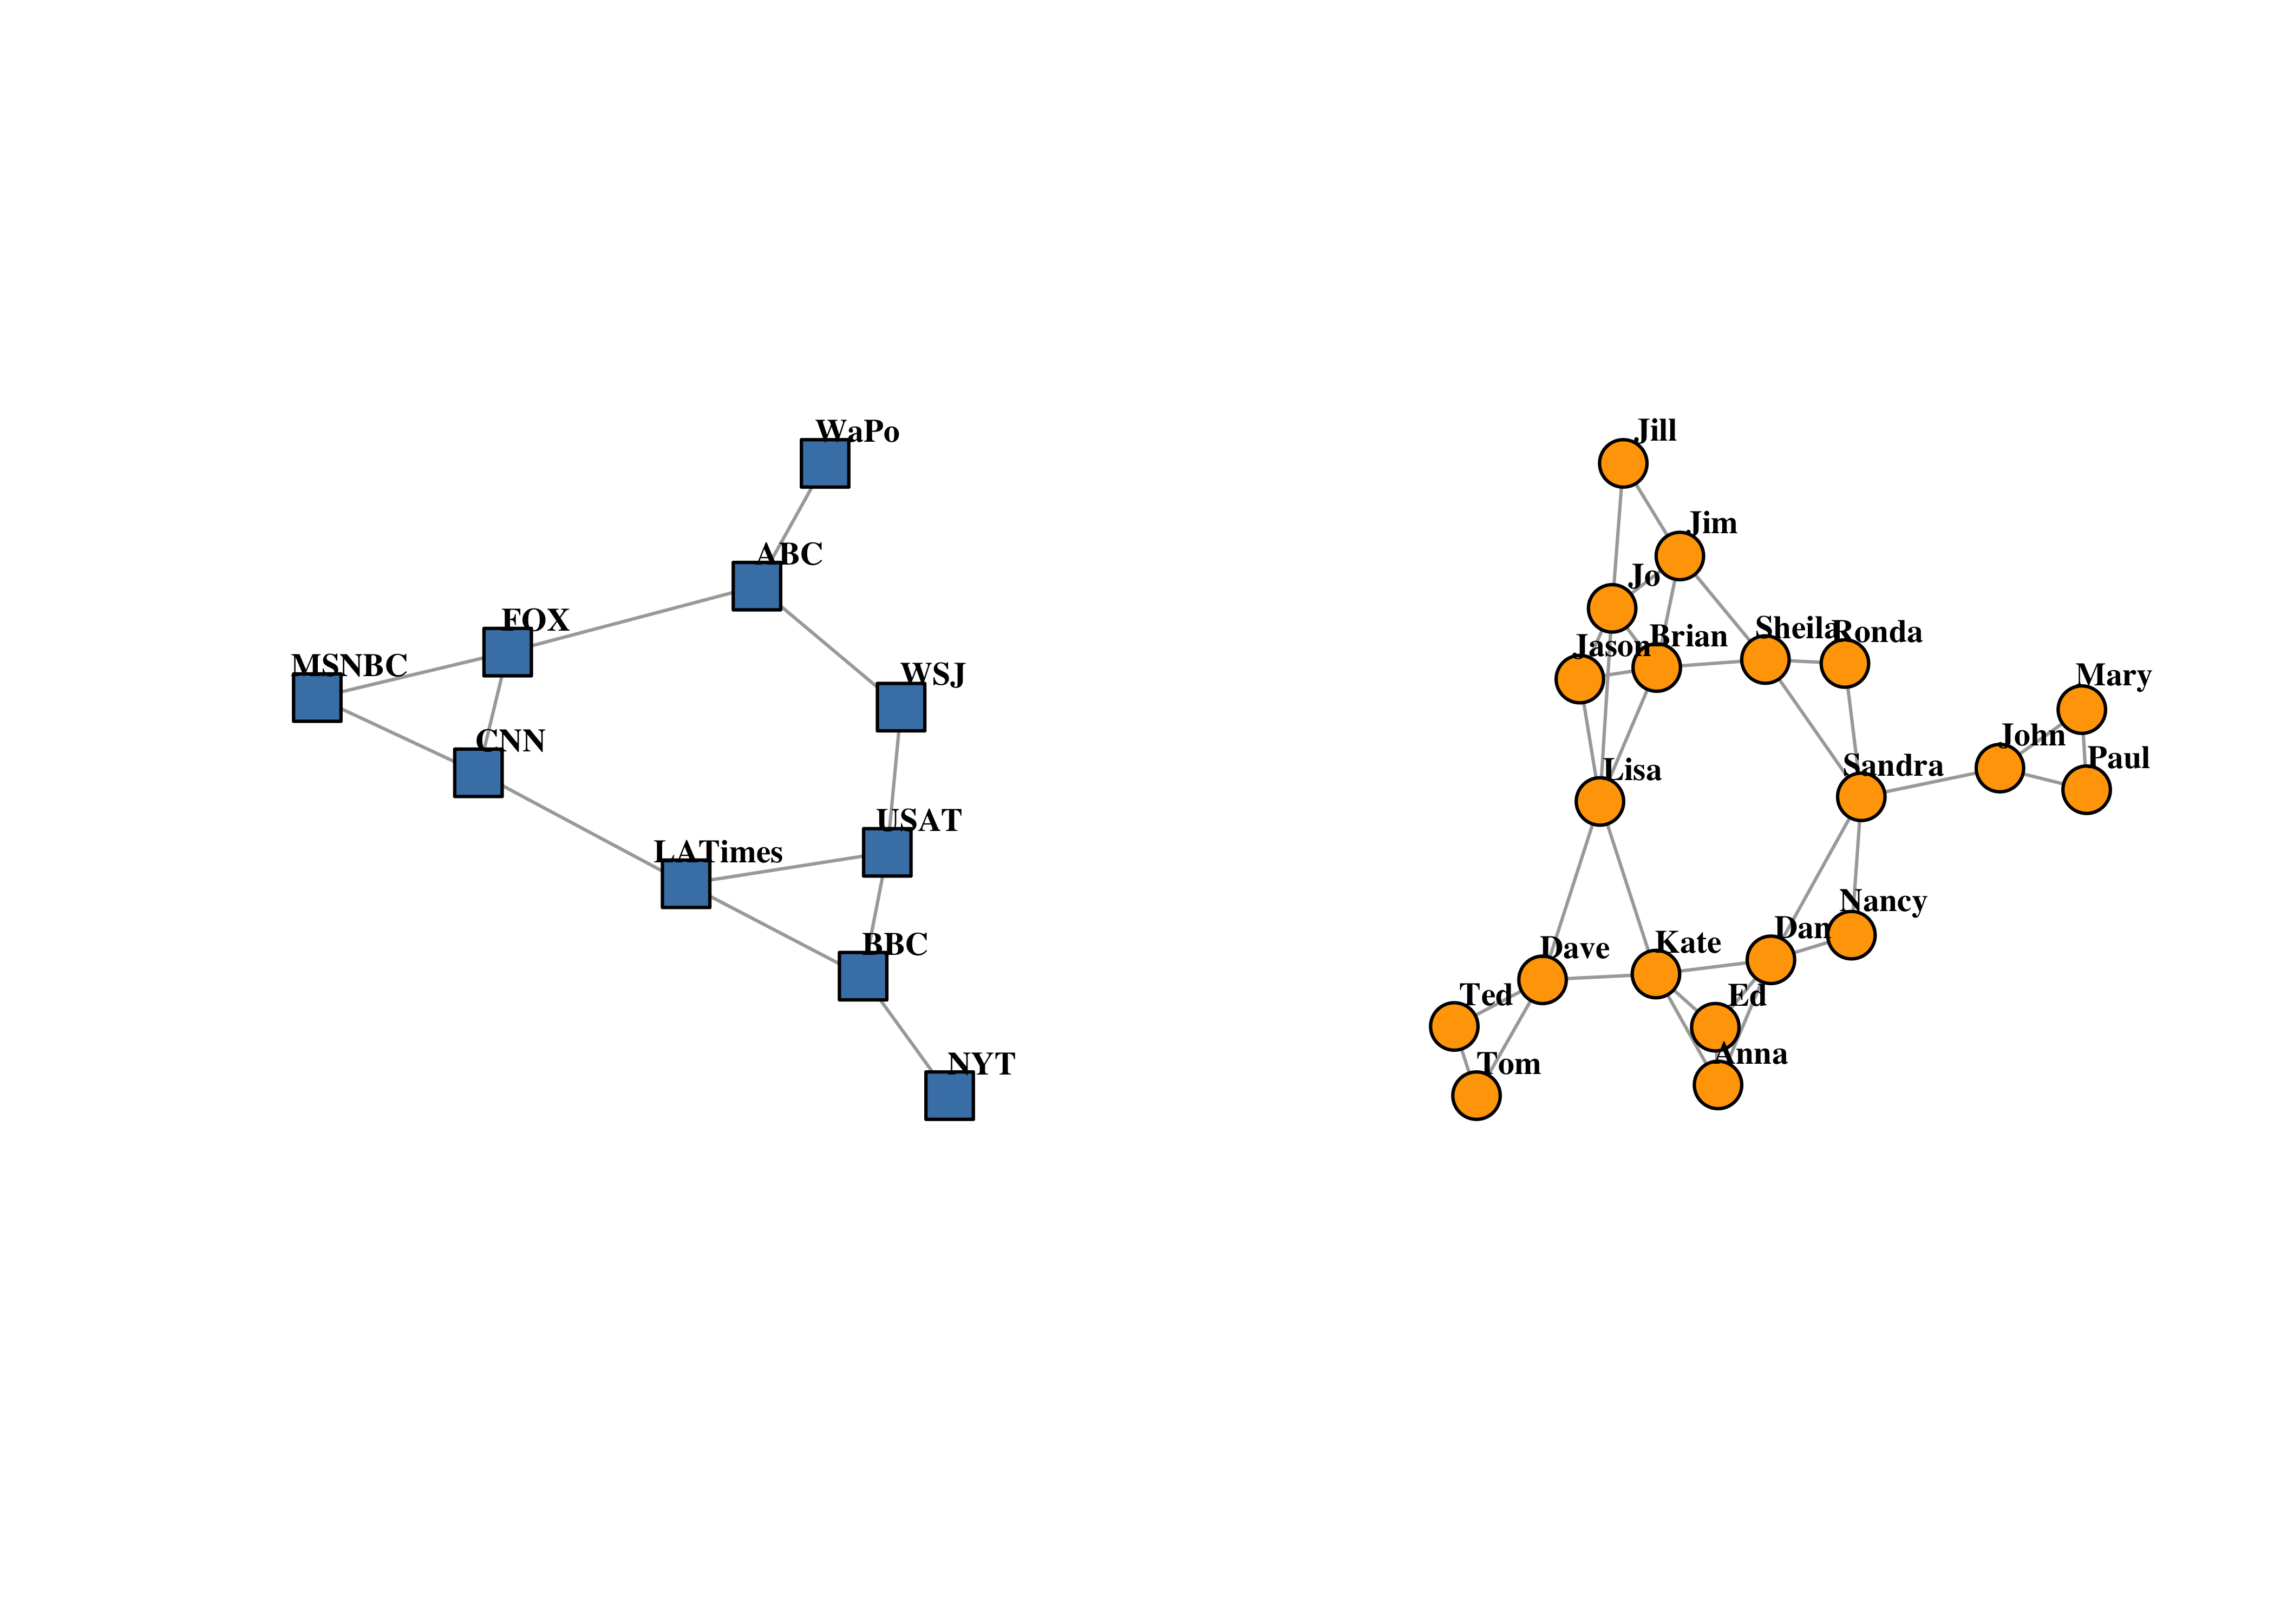 WaPo
ABC
FOX
MSNBC
WSJ
CNN
USAT
LATimes
BBC
NYT
Jill
Jim
Jo
Sheila
Ronda
Brian
Jason
Mary
John
Paul
Sandra
Lisa
Nancy
Dan
Kate
Dave
Ted
Ed
Anna
Tom